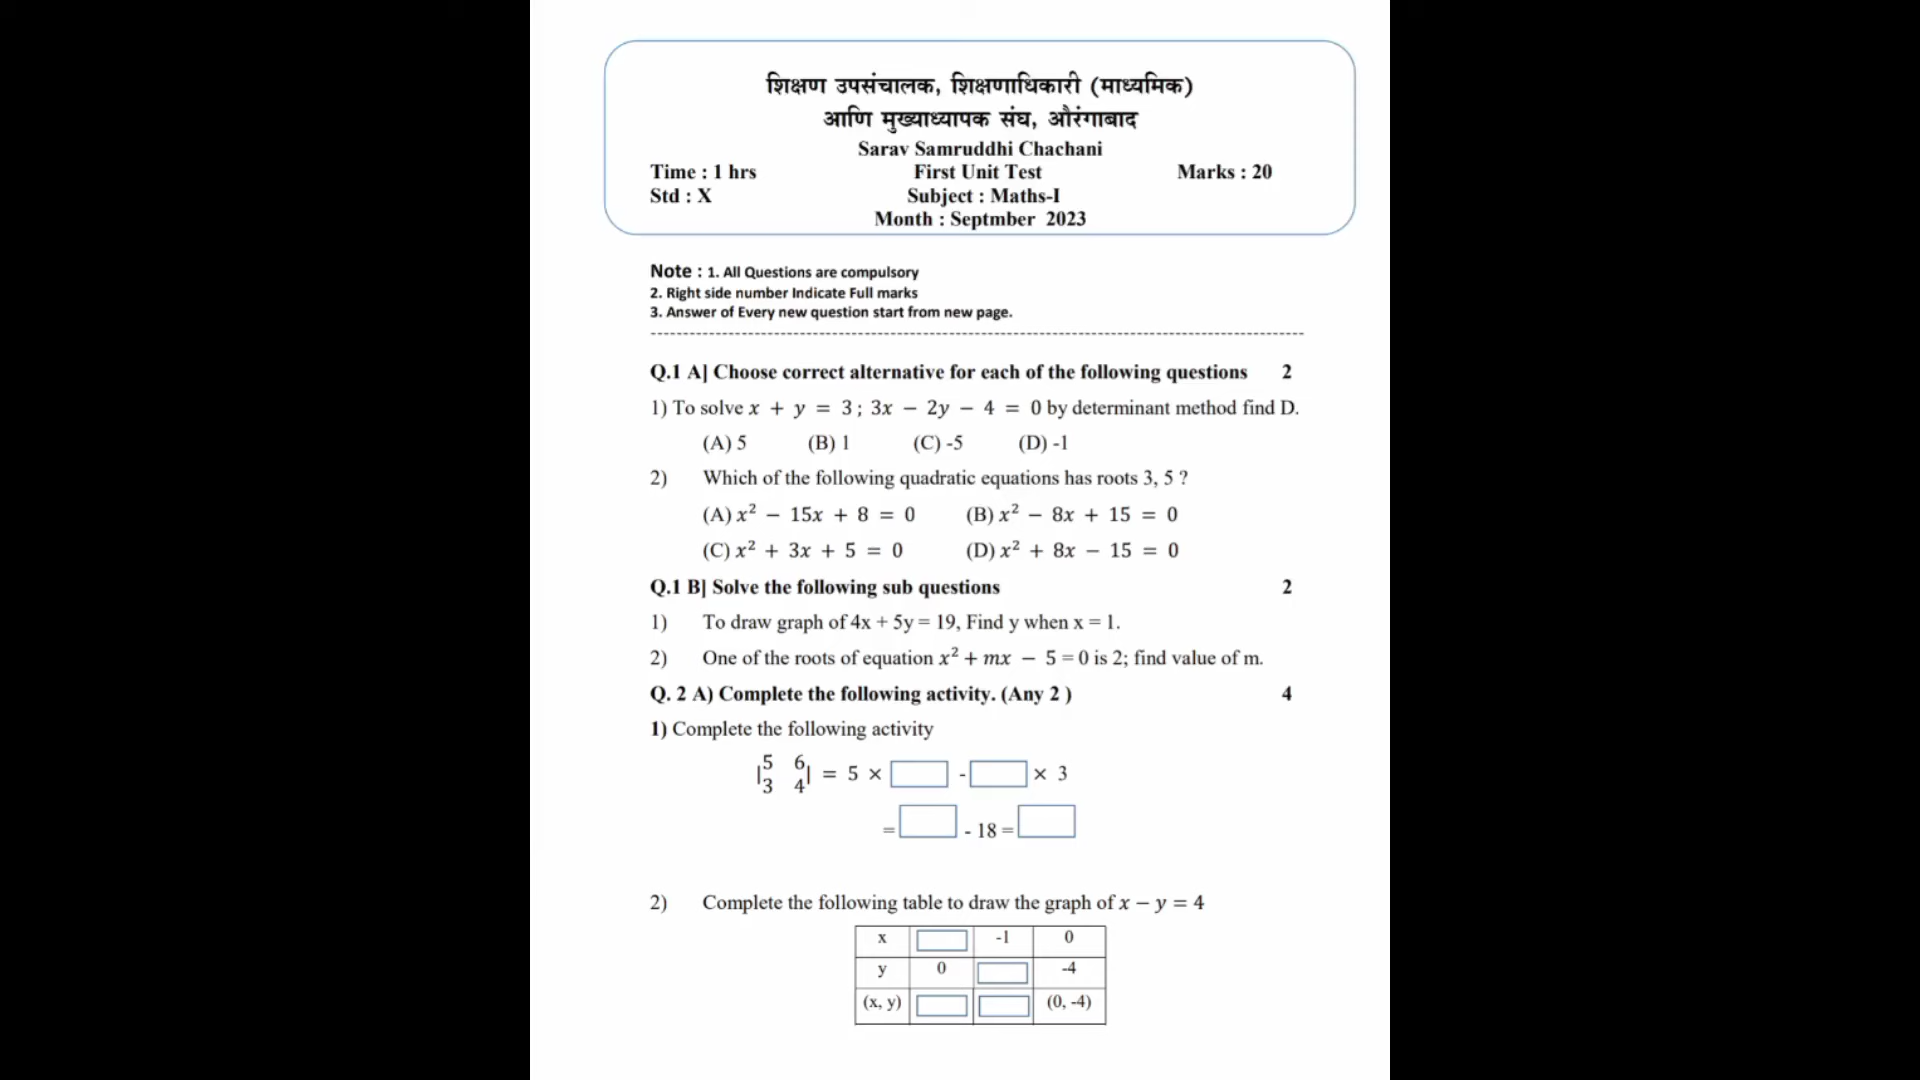 शिक्षण उपसंचालक, शिक्षणाधिकारी (माध्यमिक)
आणि मुख्याध्यापक संघ, औरंगाबाद
Sarav Samruddhi Chachani
Time : 1 hrs First Unit Test Marks : 20
Std : X Subject : Maths-I
Month : Septmber 2023
Note : 1. All Questions are compulsory
2. Right side number Indicate Full marks
3. Answer of Every new question start from new page.
Q.1 A] Choose correct alternative for each of the following questions 2
1) To solve x + y = 3 ; 3x − 2y − 4 = 0 by determinant method find D.
(A) 5 (B) 1 (C) -5 (D) -1
2) Which of the following quadratic equations has roots 3, 5 ?
(A) x² − 15x + 8 = 0 (B) x² − 8x + 15 = 0
(C) x² + 3x + 5 = 0 (D) x² + 8x − 15 = 0
Q.1 B] Solve the following sub questions 2
1) To draw graph of 4x + 5y = 19, Find y when x = 1.
2) One of the roots of equation x² + mx − 5 = 0 is 2; find value of m.
Q. 2 A) Complete the following activity. (Any 2 ) 4
1) Complete the following activity
|5 6
3 4| = 5 × - × 3
= - 18 =
2) Complete the following table to draw the graph of x − y = 4
x -1 0
y 0 -4
(x, y) (0, -4)